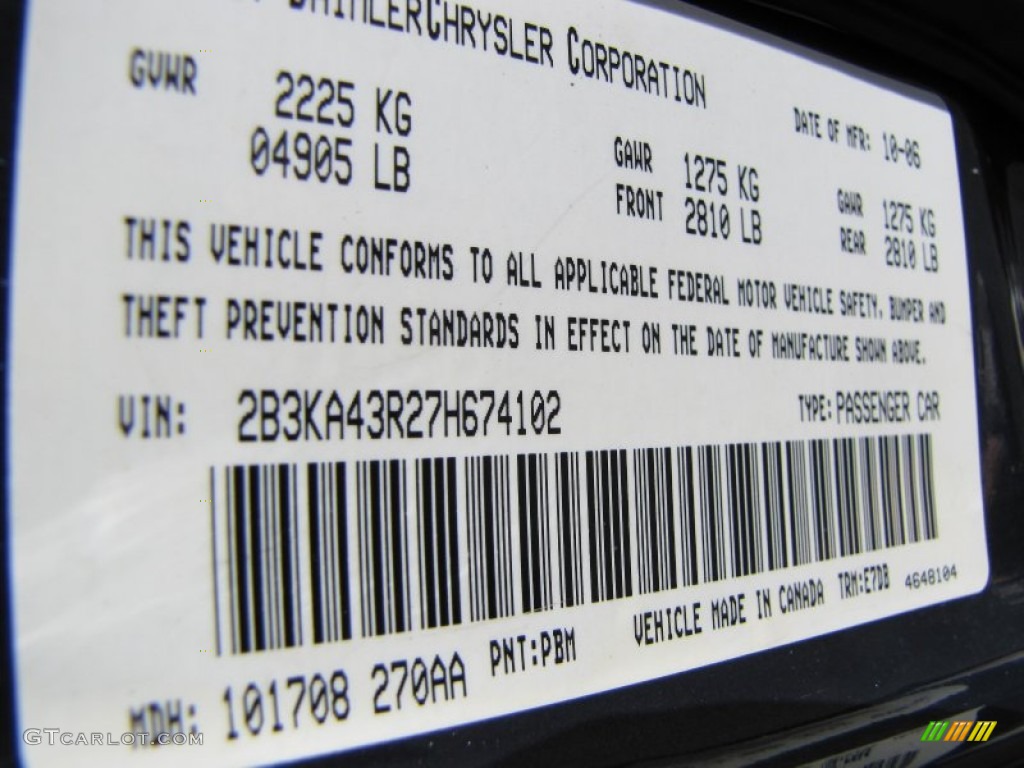 DAIMLERCHRYSLER CORPORATION
GVWR 2225 KG
04905 LB
DATE OF MFR: 10-06
GAWR FRONT 1275 KG
2810 LB
GAWR REAR 1275 KG
2810 LB
THIS VEHICLE CONFORMS TO ALL APPLICABLE FEDERAL MOTOR VEHICLE SAFETY, BUMPER AND
THEFT PREVENTION STANDARDS IN EFFECT ON THE DATE OF MANUFACTURE SHOWN ABOVE.
VIN: 2B3KA43R27H674102 TYPE: PASSENGER CAR
MDH: 101708 270AA PNT:PBM VEHICLE MADE IN CANADA TRM:E7DB 4648104
GTCARLOT.COM